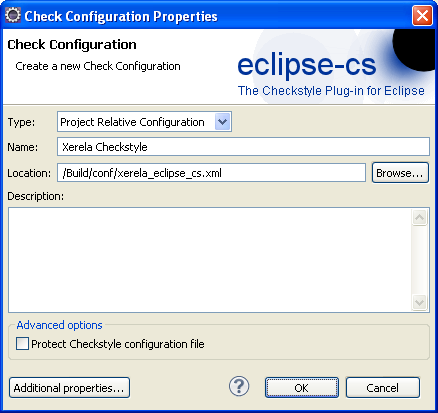 Check Configuration Properties
Check Configuration
Create a new Check Configuration
eclipse-cs
The Checkstyle Plug-in for Eclipse
Type: Project Relative Configuration
Name: Xerela Checkstyle
Location: /Build/conf/xerela_eclipse_cs.xml Browse...
Description:
Advanced options
Protect Checkstyle configuration file
Additional properties... ? OK Cancel